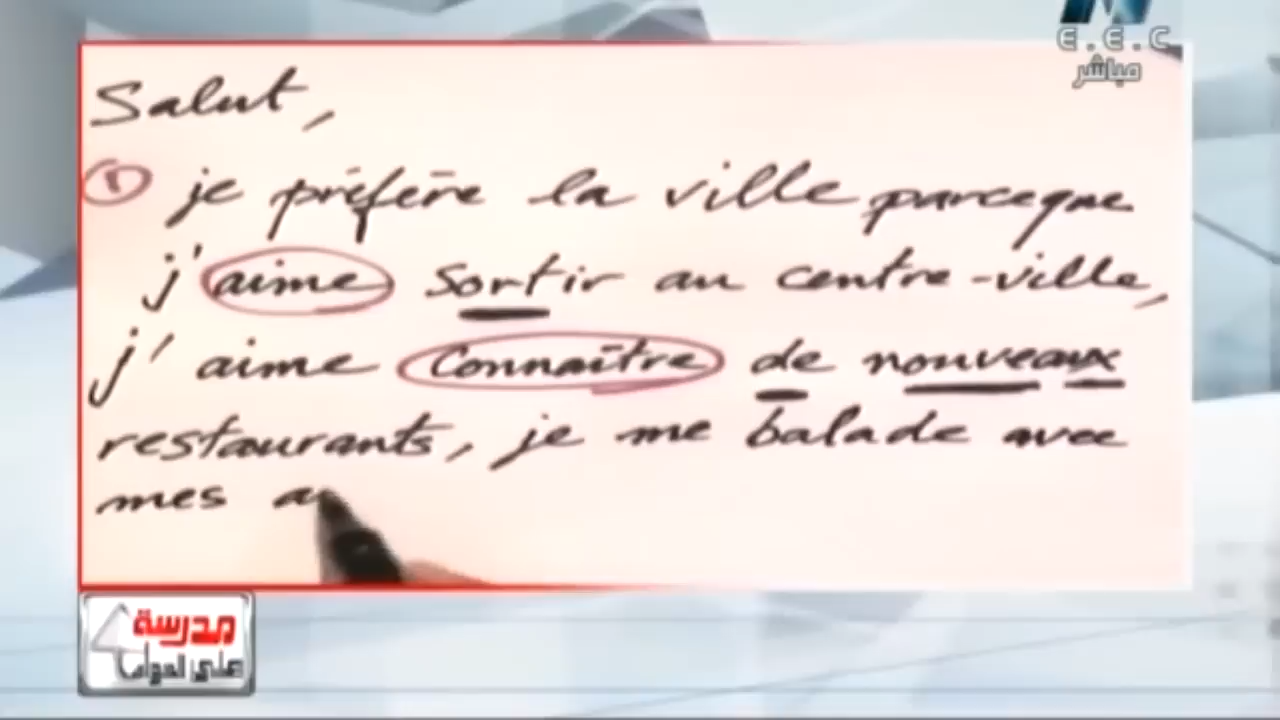 E.E.C
مباشر
Salut,
① je préfère la ville parceque
j'aime sortir au centre-ville,
j'aime connaître de nouveaux
restaurants, je me balade avec
mes a
مدرسة
على الهواء